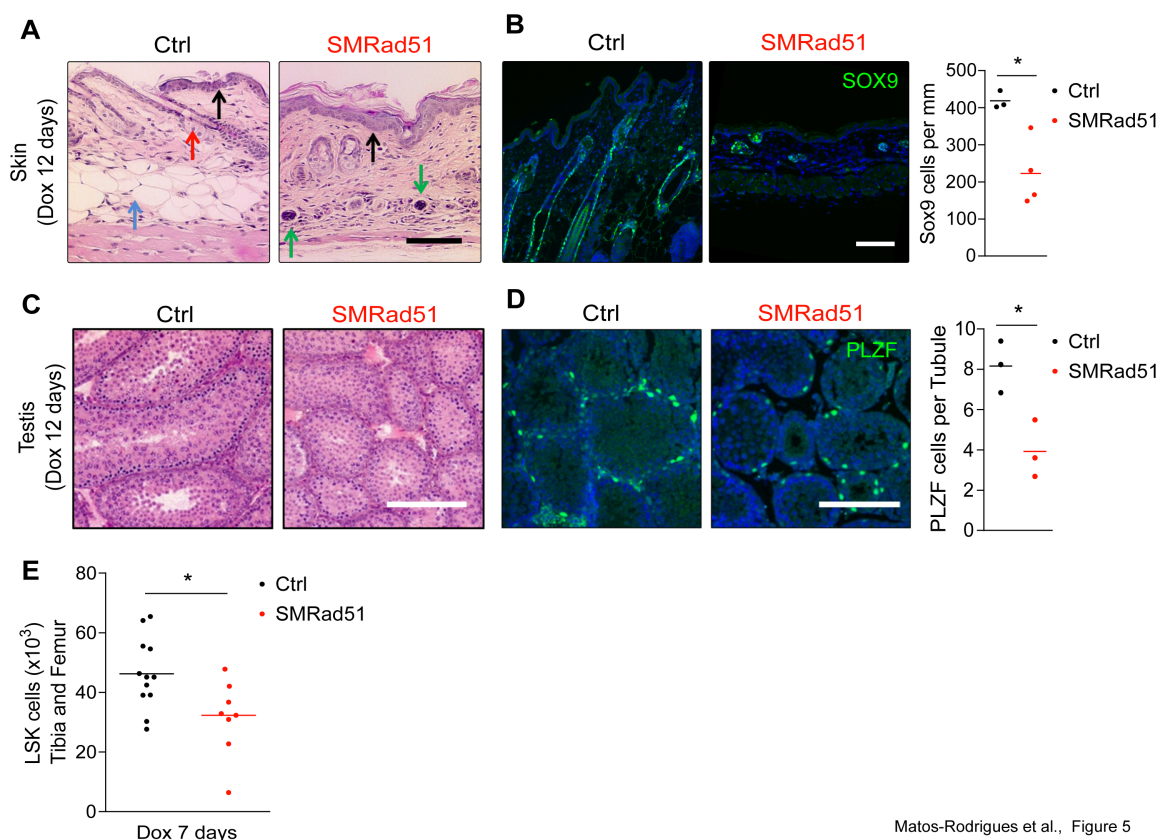 A
Ctrl
SMRad51
Skin
(Dox 12 days)
B
Ctrl
SMRad51
SOX9
*
Ctrl
SMRad51
Sox9 cells per mm
500
400
300
200
100
0
C
Ctrl
SMRad51
Testis
(Dox 12 days)
D
Ctrl
SMRad51
PLZF
*
Ctrl
SMRad51
PLZF cells per Tubule
10
8
6
4
2
0
E
*
Ctrl
SMRad51
LSK cells (x10³)
Tibia and Femur
80
60
40
20
0
Dox 7 days
Matos-Rodrigues et al., Figure 5